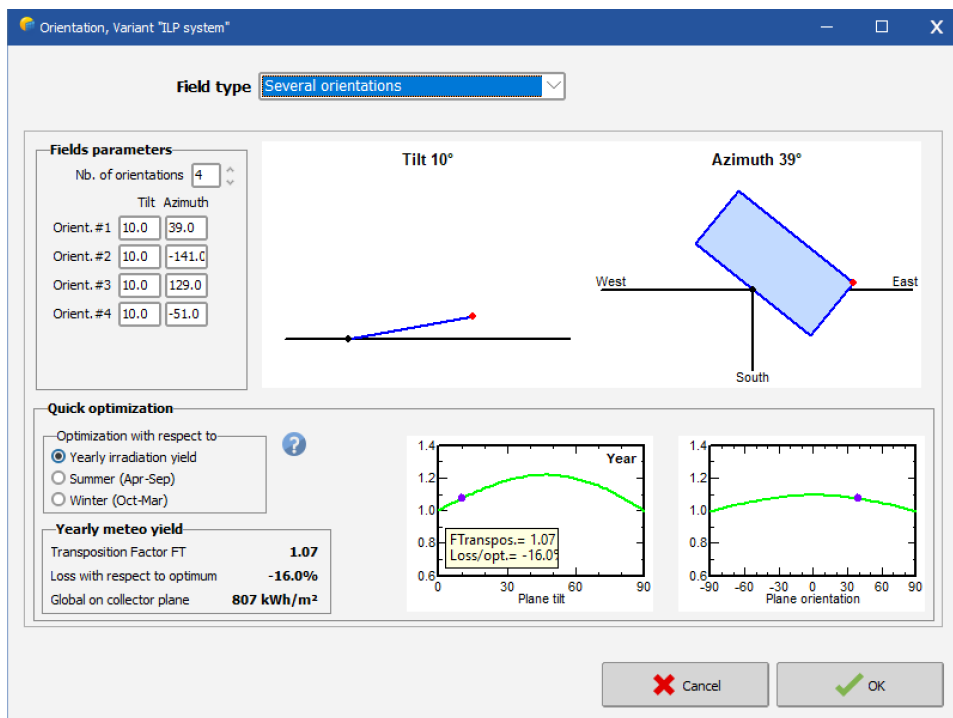 Orientation, Variant "ILP system"
Field type Several orientations
Fields parameters
Nb. of orientations 4
Tilt Azimuth
Orient. #1 10.0 39.0
Orient. #2 10.0 -141.0
Orient. #3 10.0 129.0
Orient. #4 10.0 -51.0
Tilt 10°
Azimuth 39°
West East
South
Quick optimization
Optimization with respect to
Yearly irradiation yield
Summer (Apr-Sep)
Winter (Oct-Mar)
?
Yearly meteo yield
Transposition Factor FT 1.07
Loss with respect to optimum -16.0%
Global on collector plane 807 kWh/m²
Year
1.4
1.2
1.0
0.8
0.6
FTranspos.= 1.07
Loss/opt.= -16.0%
0 30 60 90
Plane tilt
1.4
1.2
1.0
0.8
0.6
-90 -60 -30 0 30 60 90
Plane orientation
Cancel OK